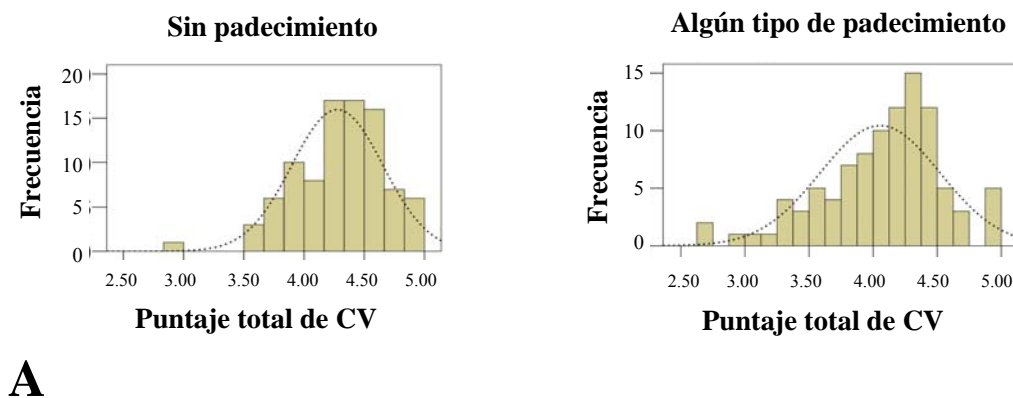 Sin padecimiento
Frecuencia
20
15
10
5
0
2.50 3.00 3.50 4.00 4.50 5.00
Puntaje total de CV
Algún tipo de padecimiento
Frecuencia
15
10
5
0
2.50 3.00 3.50 4.00 4.50 5.00
Puntaje total de CV
A